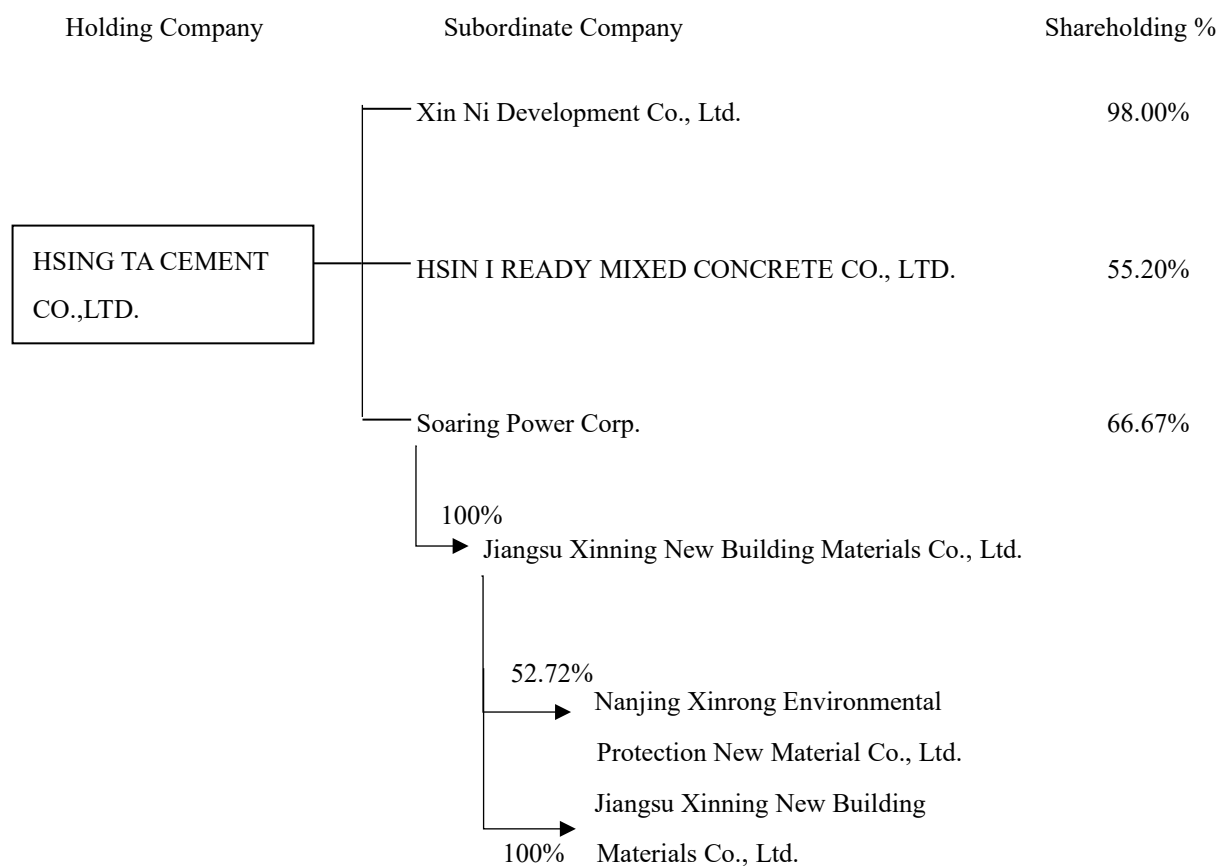 Holding Company Subordinate Company Shareholding %
Xin Ni Development Co., Ltd. 98.00%
HSING TA CEMENT
CO.,LTD.
HSIN I READY MIXED CONCRETE CO., LTD. 55.20%
Soaring Power Corp. 66.67%
100%
Jiangsu Xinning New Building Materials Co., Ltd.
52.72%
Nanjing Xinrong Environmental
Protection New Material Co., Ltd.
Jiangsu Xinning New Building
100% Materials Co., Ltd.